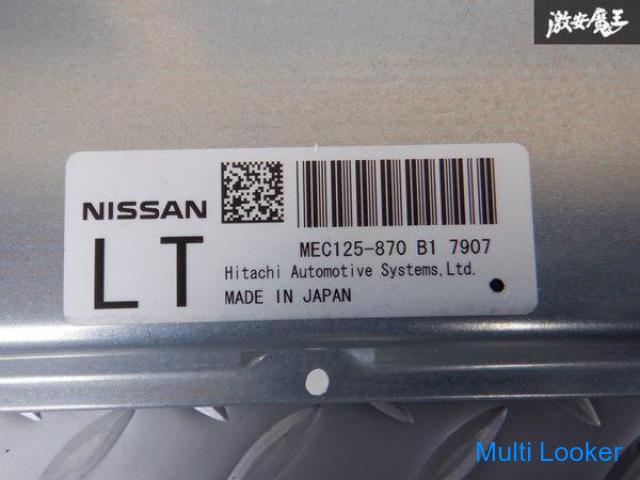 激安魔王
NISSAN
LT
MEC125-870 B1 7907
Hitachi Automotive Systems,Ltd.
MADE IN JAPAN
Multi Looker